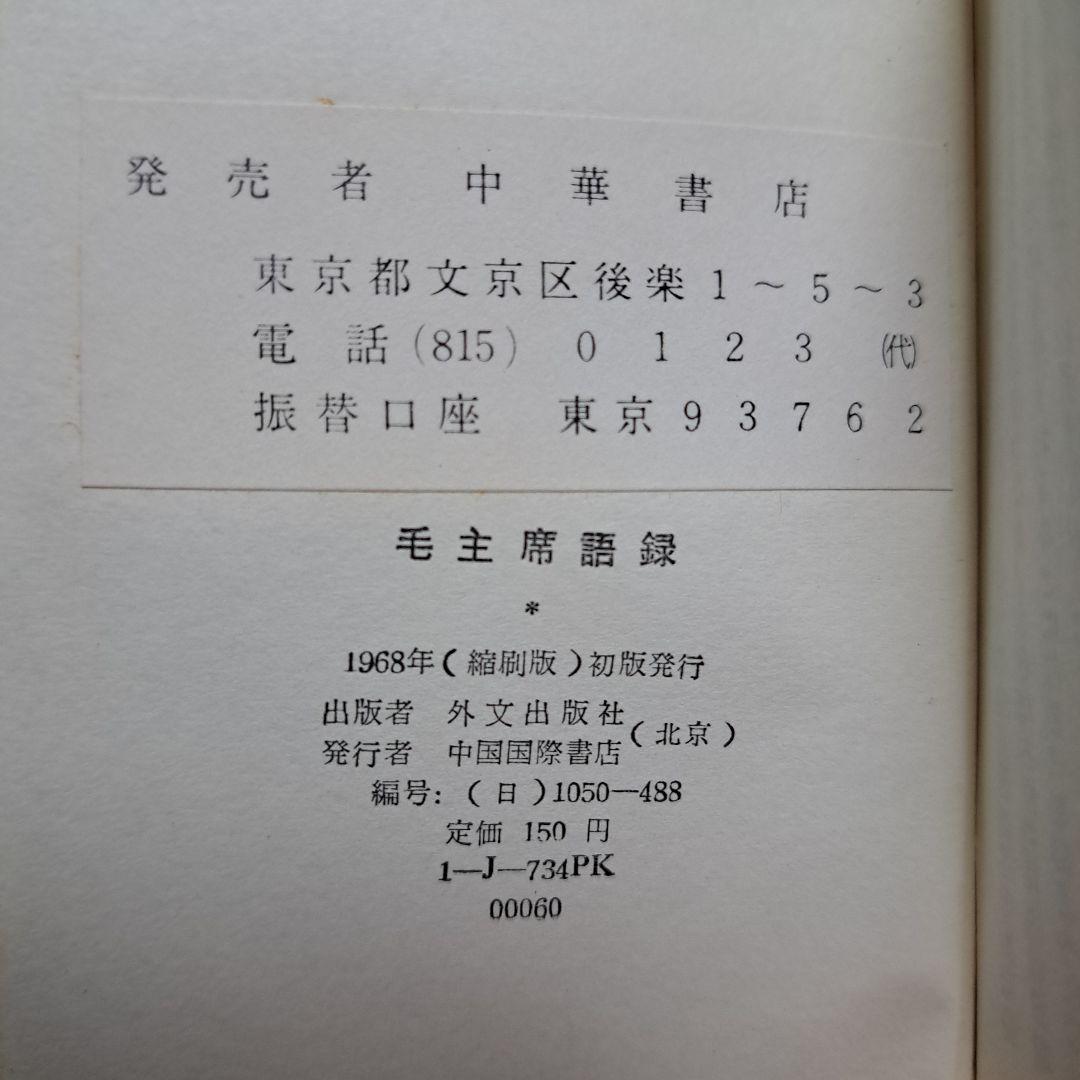 発売者 中華書店
東京都文京区後楽1～5～3
電話(815) 0123 ㈹
振替口座 東京93762
毛主席語録
*
1968年(縮刷版)初版発行
出版者 外文出版社
発行者 中国国際書店
(北京)
編号: (日)1050—488
定価 150 円
1—J—734PK
00060